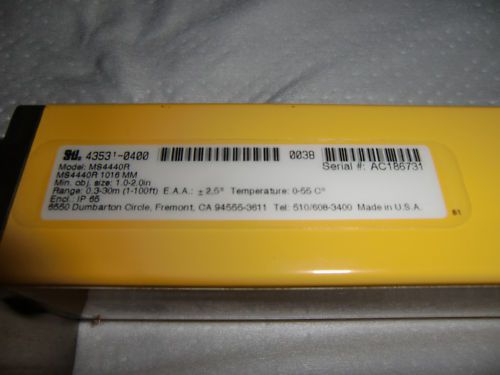 STI 43531-0400 0038 Serial #: AC186731
Model: MS4440R
MS4440R 1016 MM
Min. obj. size: 1.0-2.0in
Range: 0.3-30m (1-100ft) E.A.A.: ± 2.5° Temperature: 0-55 C°
Encl.: IP 65
6550 Dumbarton Circle, Fremont, CA 94555-3611 Tel: 510/608-3400 Made in U.S.A.
S1